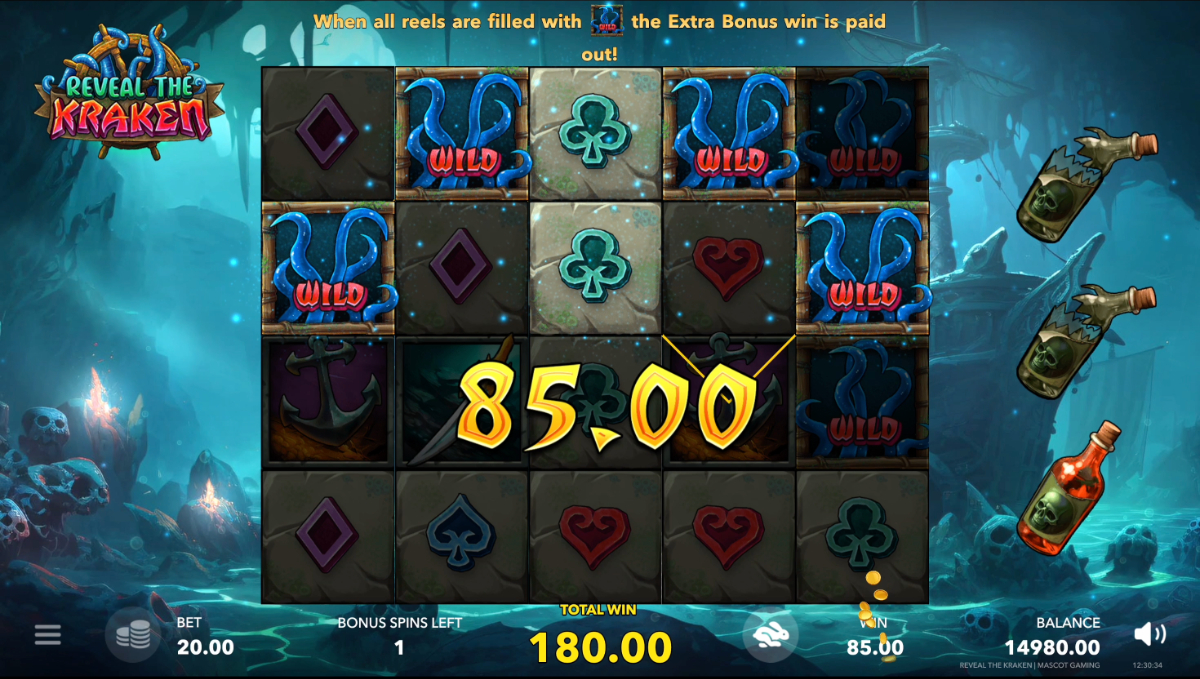 When all reels are filled with WILD the Extra Bonus win is paid
out!
REVEAL THE
KRAKEN
WILD
WILD
WILD
WILD
WILD
WILD
85.00
TOTAL WIN
BET
20.00
BONUS SPINS LEFT
1
180.00
WIN
85.00
BALANCE
14980.00
REVEAL THE KRAKEN | MASCOT GAMING
12:30:34